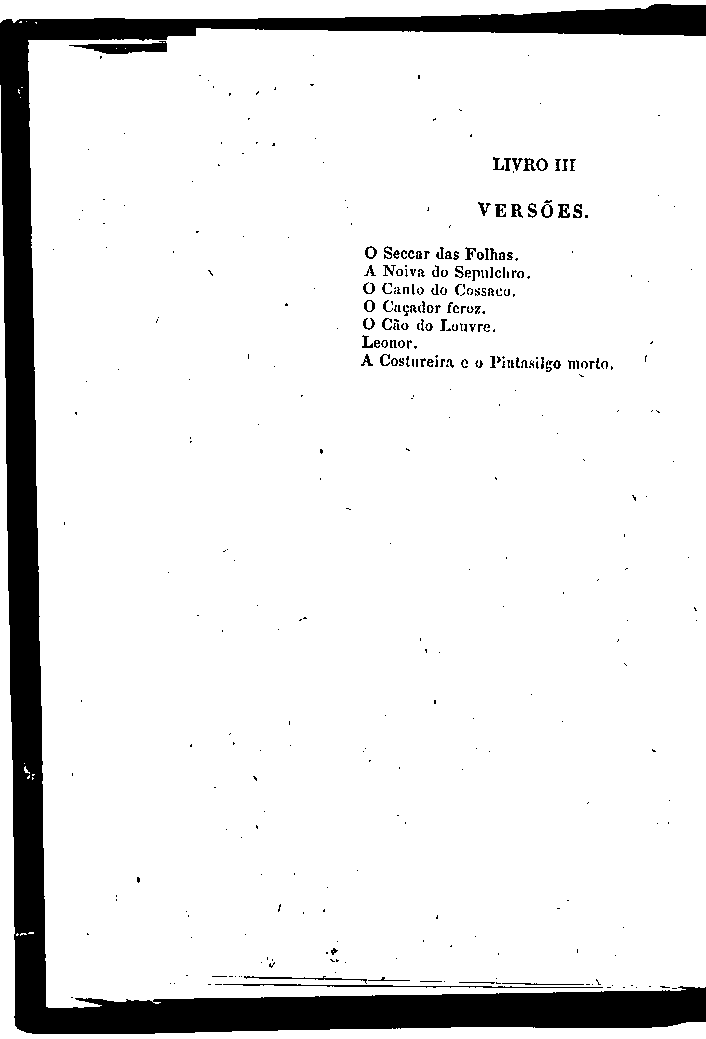 LIVRO III
VERSÕES.
O Seccar das Folhas.
A Noiva do Sepulchro.
O Canto do Cossaco.
O Caçador feroz.
O Cão do Louvre.
Leonor.
A Costureira e o Pintasilgo morto.